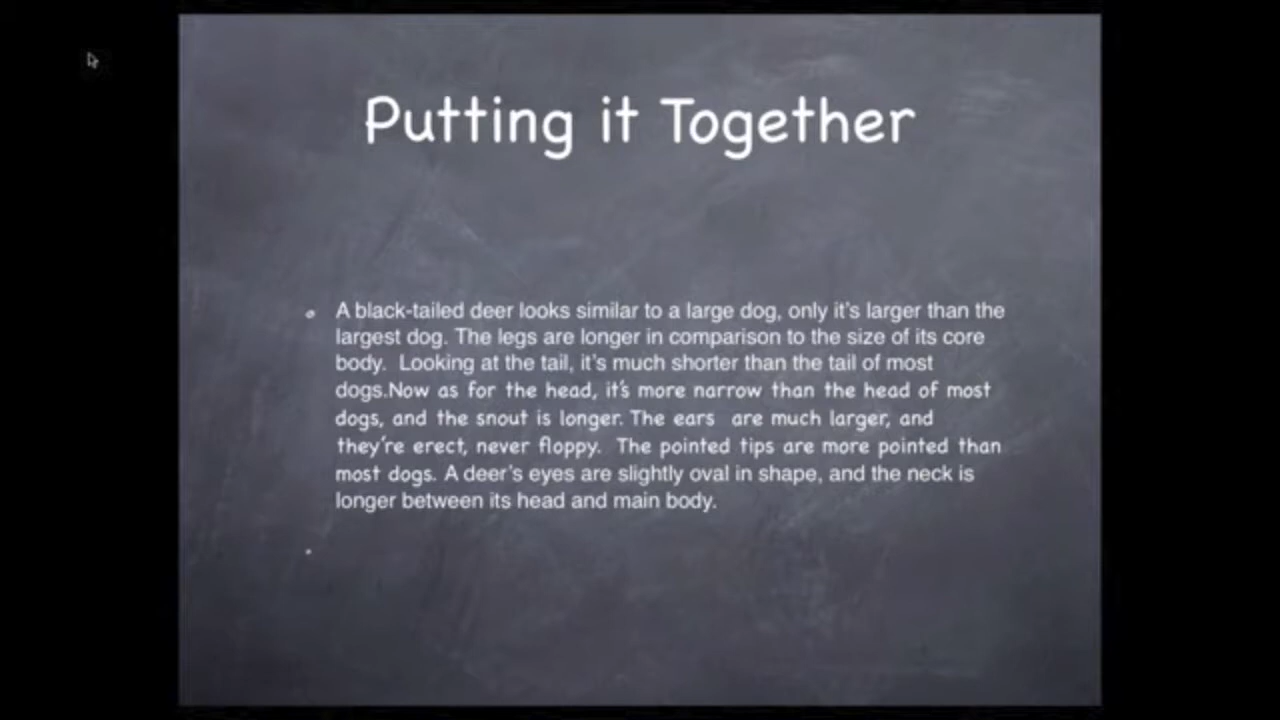 Putting it Together
A black-tailed deer looks similar to a large dog, only it's larger than the
largest dog. The legs are longer in comparison to the size of its core
body.  Looking at the tail, it's much shorter than the tail of most
dogs.Now as for the head, it's more narrow than the head of most
dogs, and the snout is longer. The ears  are much larger, and
they're erect, never floppy.  The pointed tips are more pointed than
most dogs. A deer's eyes are slightly oval in shape, and the neck is
longer between its head and main body.